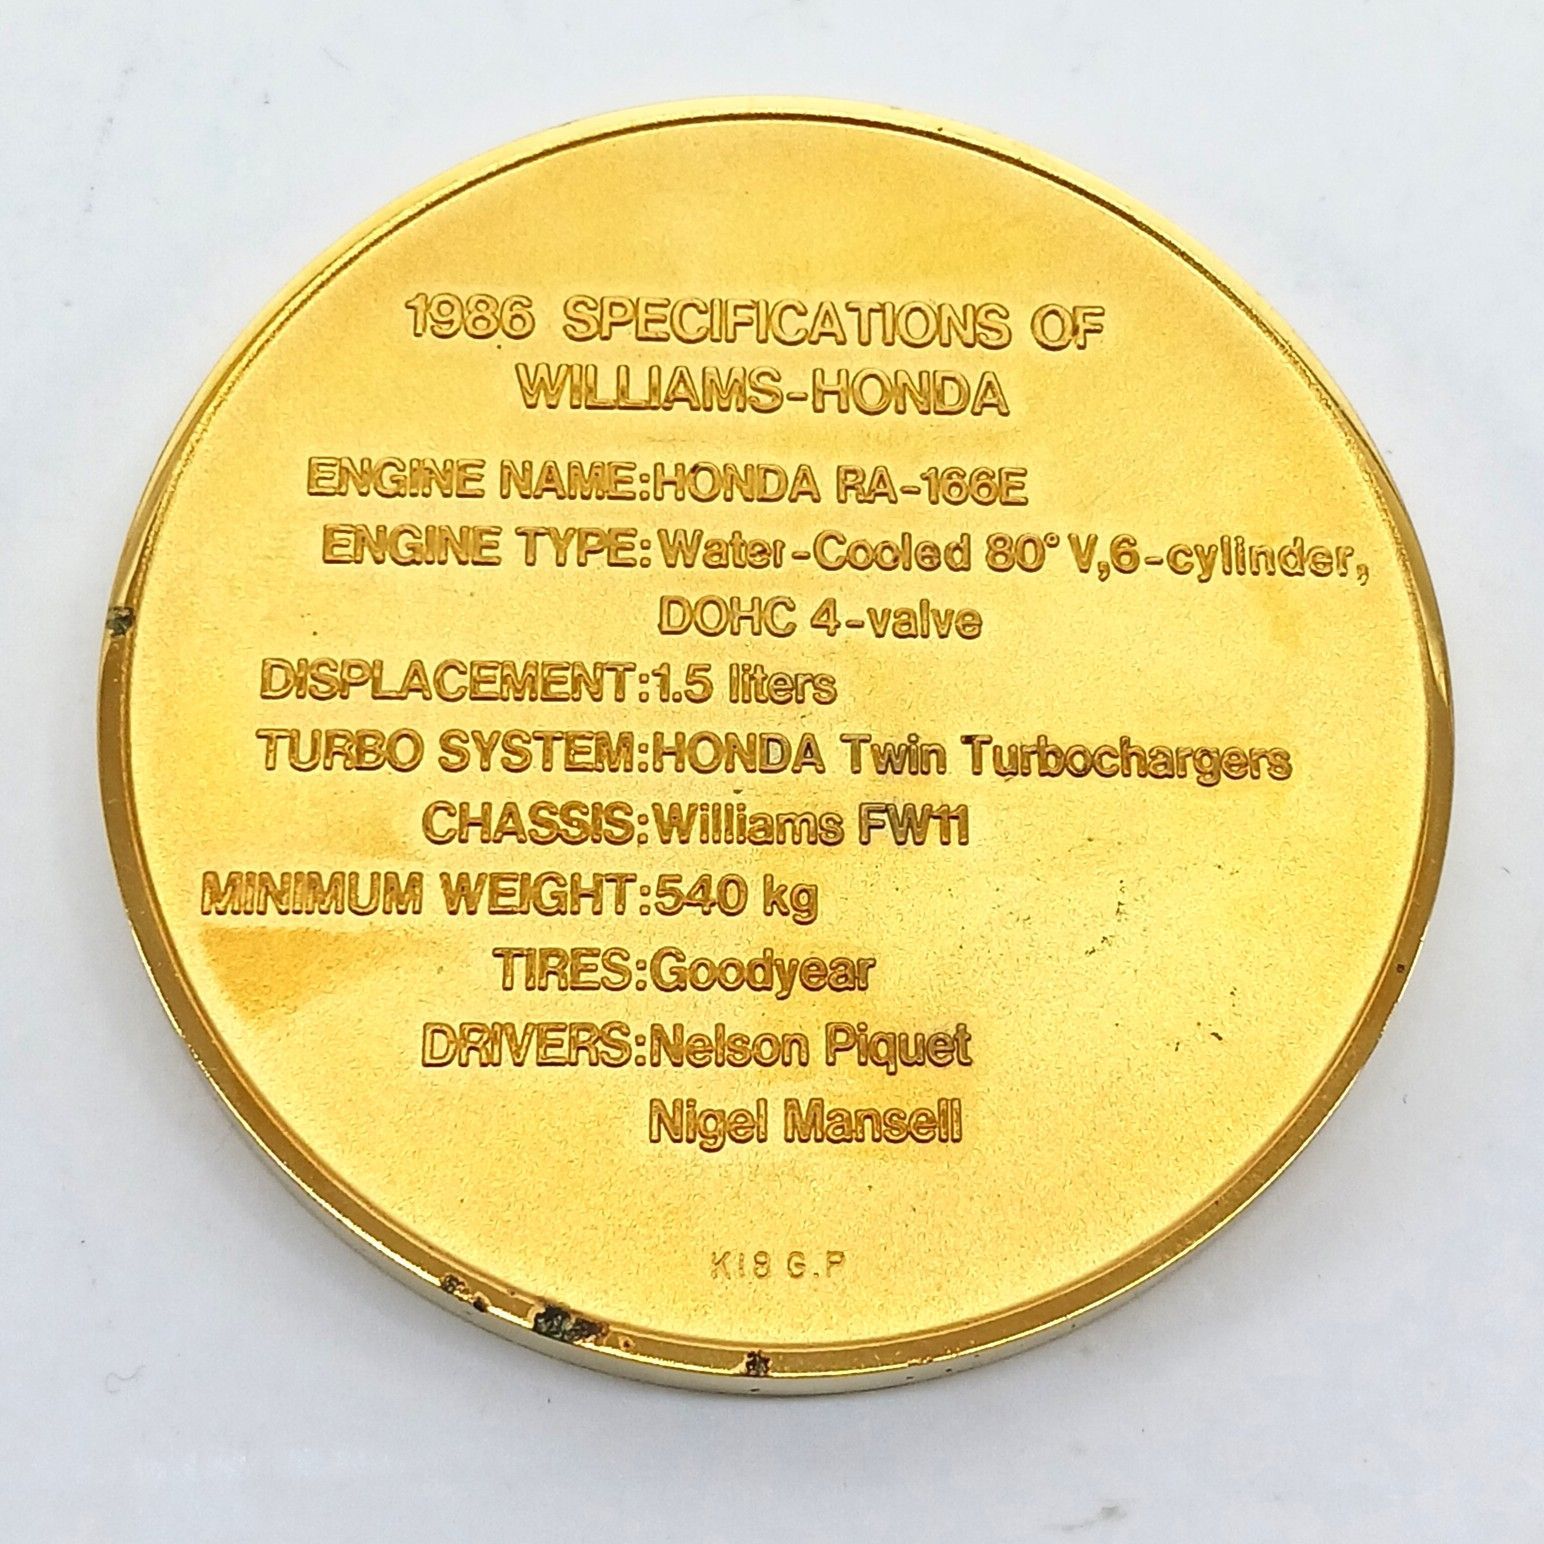 1986 SPECIFICATIONS OF
WILLIAMS-HONDA
ENGINE NAME:HONDA RA-166E
ENGINE TYPE:Water-Cooled 80° V,6-cylinder,
DOHC 4-valve
DISPLACEMENT:1.5 liters
TURBO SYSTEM:HONDA Twin Turbochargers
CHASSIS:Williams FW11
MINIMUM WEIGHT:540 kg
TIRES:Goodyear
DRIVERS:Nelson Piquet
Nigel Mansell
K18 G.P